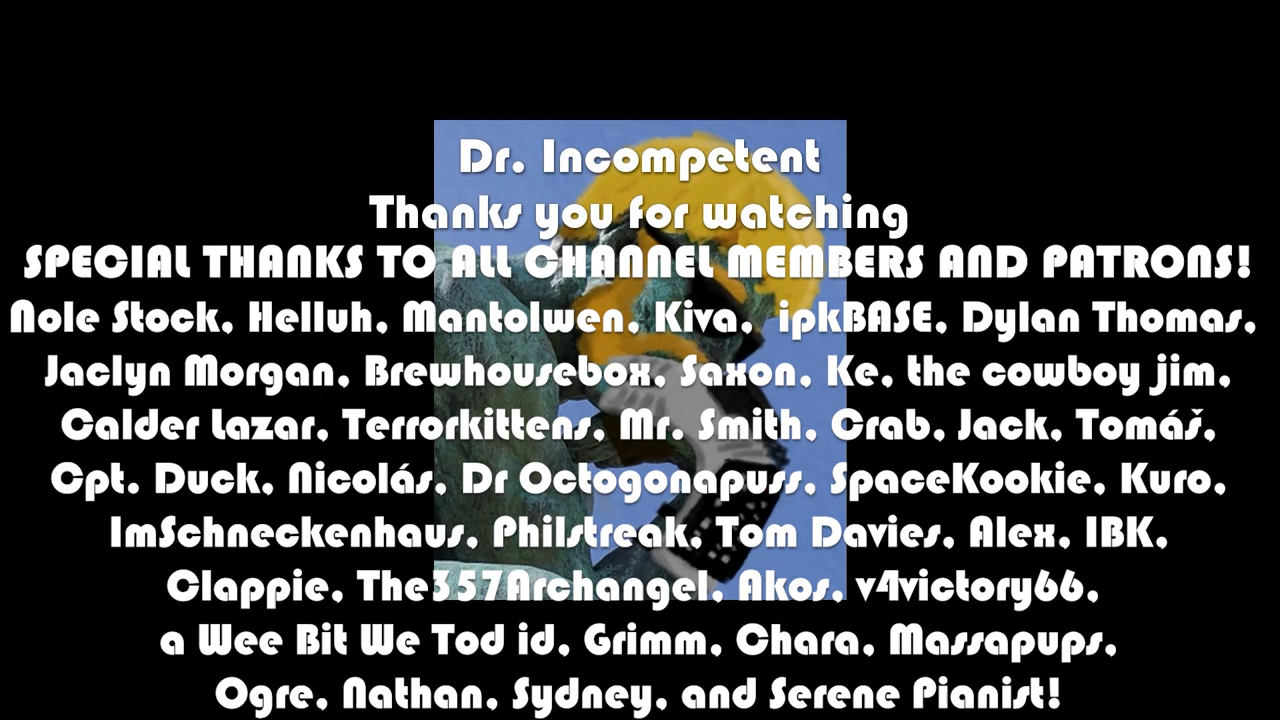 Dr. Incompetent
Thanks you for watching
SPECIAL THANKS TO ALL CHANNEL MEMBERS AND PATRONS!
Nole Stock, Helluh, Mantolwen, Kiva, ipkBASE, Dylan Thomas,
Jaclyn Morgan, Brewhousebox, Saxon, Ke, the cowboy jim,
Calder Lazar, Terrorkittens, Mr. Smith, Crab, Jack, Tomáš,
Cpt. Duck, Nicolás, Dr Octogonapuss, SpaceKookie, Kuro,
ImSchneckenhaus, Philstreak, Tom Davies, Alex, IBK,
Clappie, The357Archangel, Akos, v4victory66,
a Wee Bit We Tod id, Grimm, Chara, Massapups,
Ogre, Nathan, Sydney, and Serene Pianist!